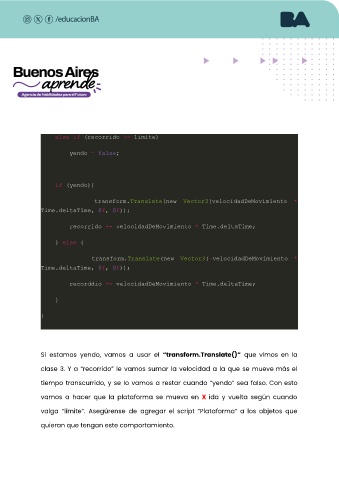 /educacionBA
BA
Buenos Aires
aprende
Agencia de Habilidades para el Futuro
else if (recorrido >= limite)
yendo = false;
if (yendo){
transform.Translate(new Vector3(velocidadDeMovimiento *
Time.deltaTime, 0f, 0f));
recorrido += velocidadDeMovimiento * Time.deltaTime;
} else {
transform.Translate(new Vector3(-velocidadDeMovimiento *
Time.deltaTime, 0f, 0f));
recorrido -= velocidadDeMovimiento * Time.deltaTime;
}
}
Si estamos yendo, vamos a usar el "transform.Translate()" que vimos en la
clase 3. Y a "recorrido" le vamos sumar la velocidad a la que se mueve más el
tiempo transcurrido, y se lo vamos a restar cuando "yendo" sea falso. Con esto
vamos a hacer que la plataforma se mueva en X ida y vuelta según cuando
valga "límite". Asegúrense de agregar el script "Plataforma" a los objetos que
quieran que tengan este comportamiento.